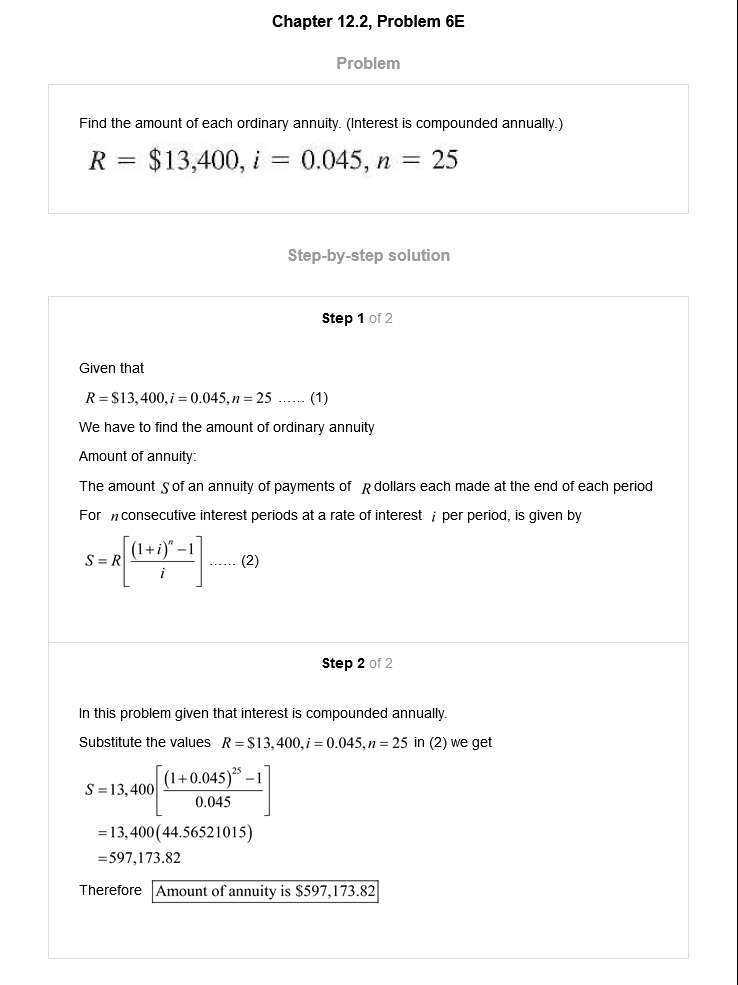 Chapter 12.2, Problem 6E
Problem
Find the amount of each ordinary annuity. (Interest is compounded annually.)
R = $13,400, i = 0.045, n = 25
Step-by-step solution
Step 1 of 2
Given that
R = $13,400, i = 0.045, n = 25 ...... (1)
We have to find the amount of ordinary annuity
Amount of annuity:
The amount S of an annuity of payments of R dollars each made at the end of each period
For n consecutive interest periods at a rate of interest i per period, is given by
S = R[((1+i)^n − 1)/i] ...... (2)
Step 2 of 2
In this problem given that interest is compounded annually.
Substitute the values R = $13,400, i = 0.045, n = 25 in (2) we get
S = 13,400[((1+0.045)^25 − 1)/0.045]
= 13,400(44.56521015)
= 597,173.82
Therefore Amount of annuity is $597,173.82